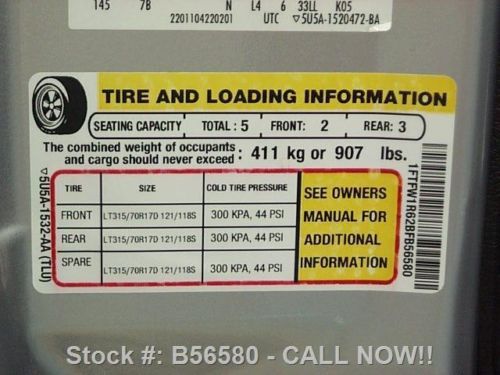 145 7B N L4 6 33LL K05
2201104220201 UTC ▽5U5A-1520472-BA
TIRE AND LOADING INFORMATION
SEATING CAPACITY TOTAL : 5 FRONT: 2 REAR: 3
The combined weight of occupants
and cargo should never exceed : 411 kg or 907 lbs.
TIRE SIZE COLD TIRE PRESSURE
FRONT LT315/70R17D 121/118S 300 KPA, 44 PSI
REAR LT315/70R17D 121/118S 300 KPA, 44 PSI
SPARE LT315/70R17D 121/118S 300 KPA, 44 PSI
SEE OWNERS
MANUAL FOR
ADDITIONAL
INFORMATION
▽5U5A-1532-AA (TLU)
1FTFW1R62BFB56580
Stock #: B56580 - CALL NOW!!